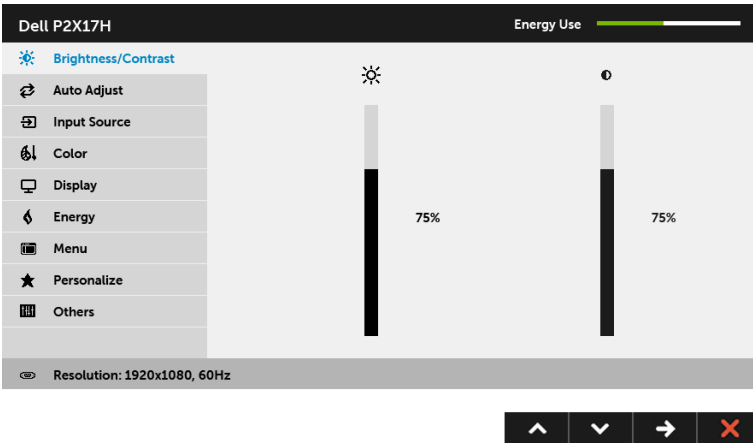 Dell P2X17H
Energy Use
Brightness/Contrast
Auto Adjust
Input Source
Color
Display
Energy
Menu
Personalize
Others
75%
75%
Resolution: 1920x1080, 60Hz